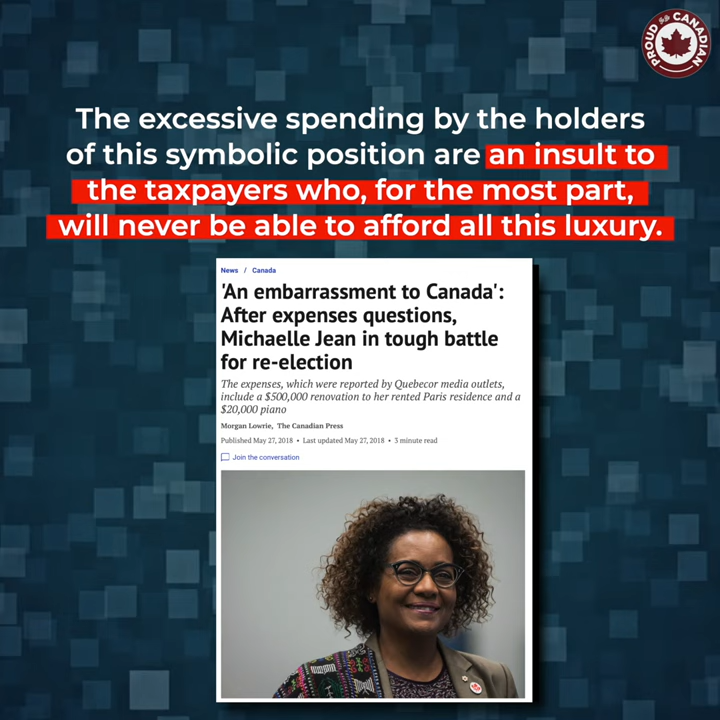 PROUD TO BE CANADIAN
The excessive spending by the holders
of this symbolic position are an insult to
the taxpayers who, for the most part,
will never be able to afford all this luxury.
News / Canada
'An embarrassment to Canada':
After expenses questions,
Michaelle Jean in tough battle
for re-election
The expenses, which were reported by Quebecor media outlets,
include a $500,000 renovation to her rented Paris residence and a
$20,000 piano
Morgan Lowrie, The Canadian Press
Published May 27, 2018 • Last updated May 27, 2018 • 3 minute read
Join the conversation